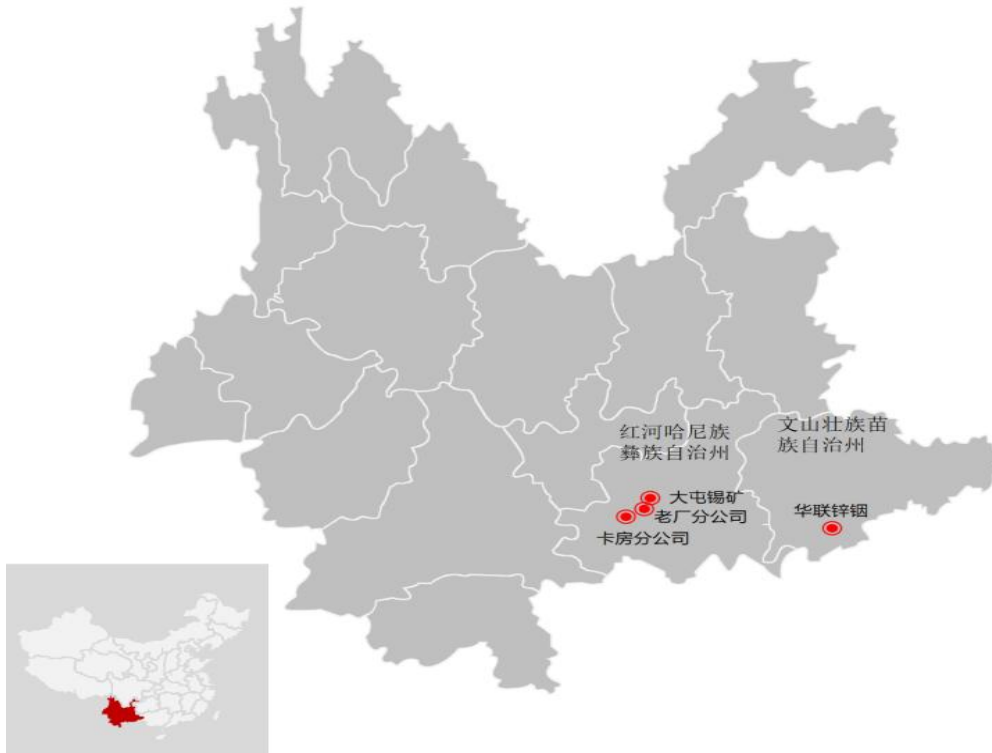 红河哈尼族
彝族自治州
文山壮族苗
族自治州
大屯锡矿
老厂分公司
卡房分公司
华联锌铟